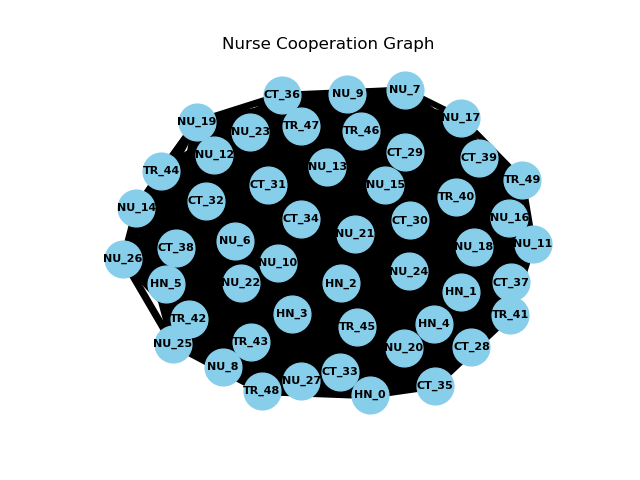 Nurse Cooperation Graph
NU_7
CT_36
NU_9
NU_17
NU_19
TR_47
NU_23
TR_46
CT_29
NU_12
CT_39
NU_13
TR_44
TR_49
CT_31
NU_15
TR_40
CT_32
NU_14
NU_16
CT_34
CT_30
NU_21
NU_6
NU_11
CT_38
NU_18
NU_26
NU_10
NU_24
CT_37
NU_22
HN_2
HN_5
HN_1
HN_3
TR_41
TR_42
HN_4
TR_45
TR_43
NU_25
NU_20
CT_28
NU_8
CT_33
NU_27
CT_35
TR_48
HN_0